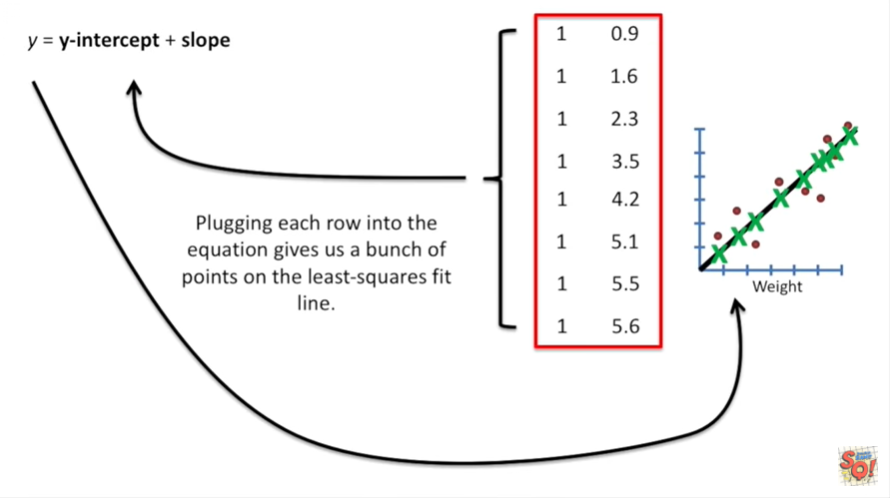 y = y-intercept + slope
1 0.9
1 1.6
1 2.3
1 3.5
1 4.2
1 5.1
1 5.5
1 5.6
Plugging each row into the
equation gives us a bunch of
points on the least-squares fit
line.
Weight
SO!